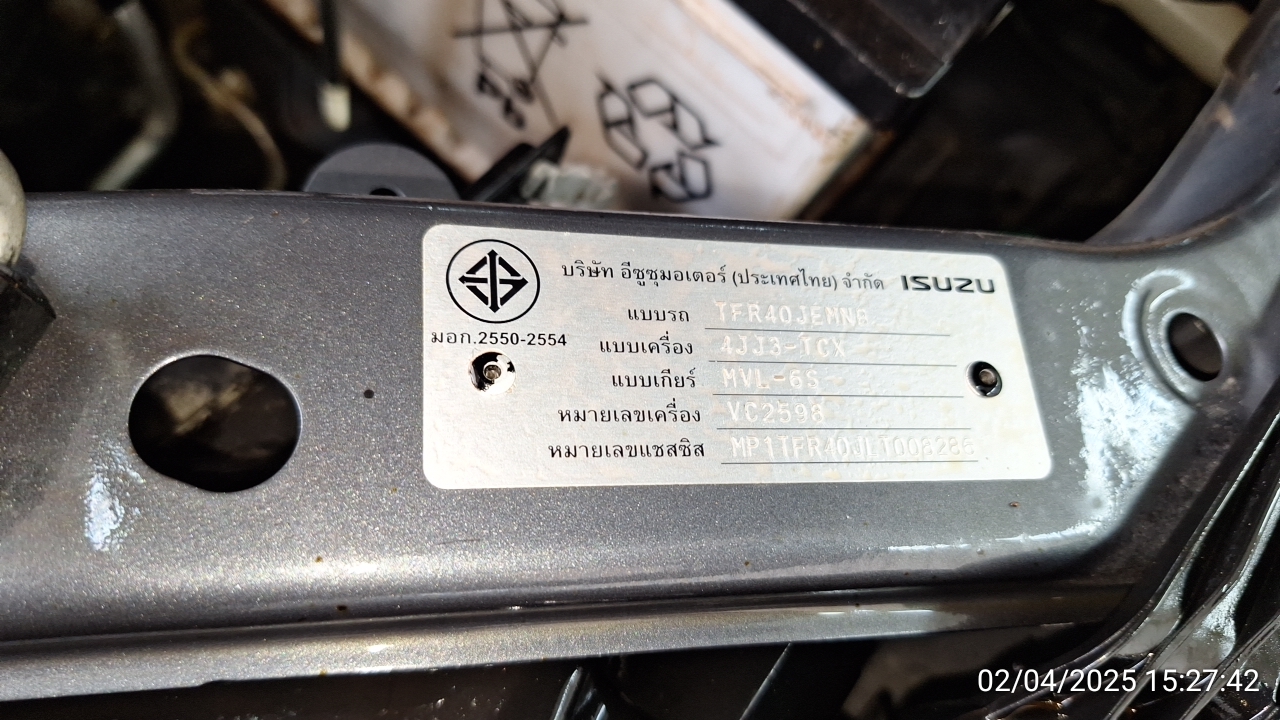 บริษัท อีซูซุมอเตอร์ (ประเทศไทย) จำกัด ISUZU
มอก.2550-2554
แบบรถ
แบบเครื่อง 4JJ3-TCX
แบบเกียร์ MVL-6S
หมายเลขเครื่อง VC2598
หมายเลขแชสซิส
02/04/2025 15:27:42